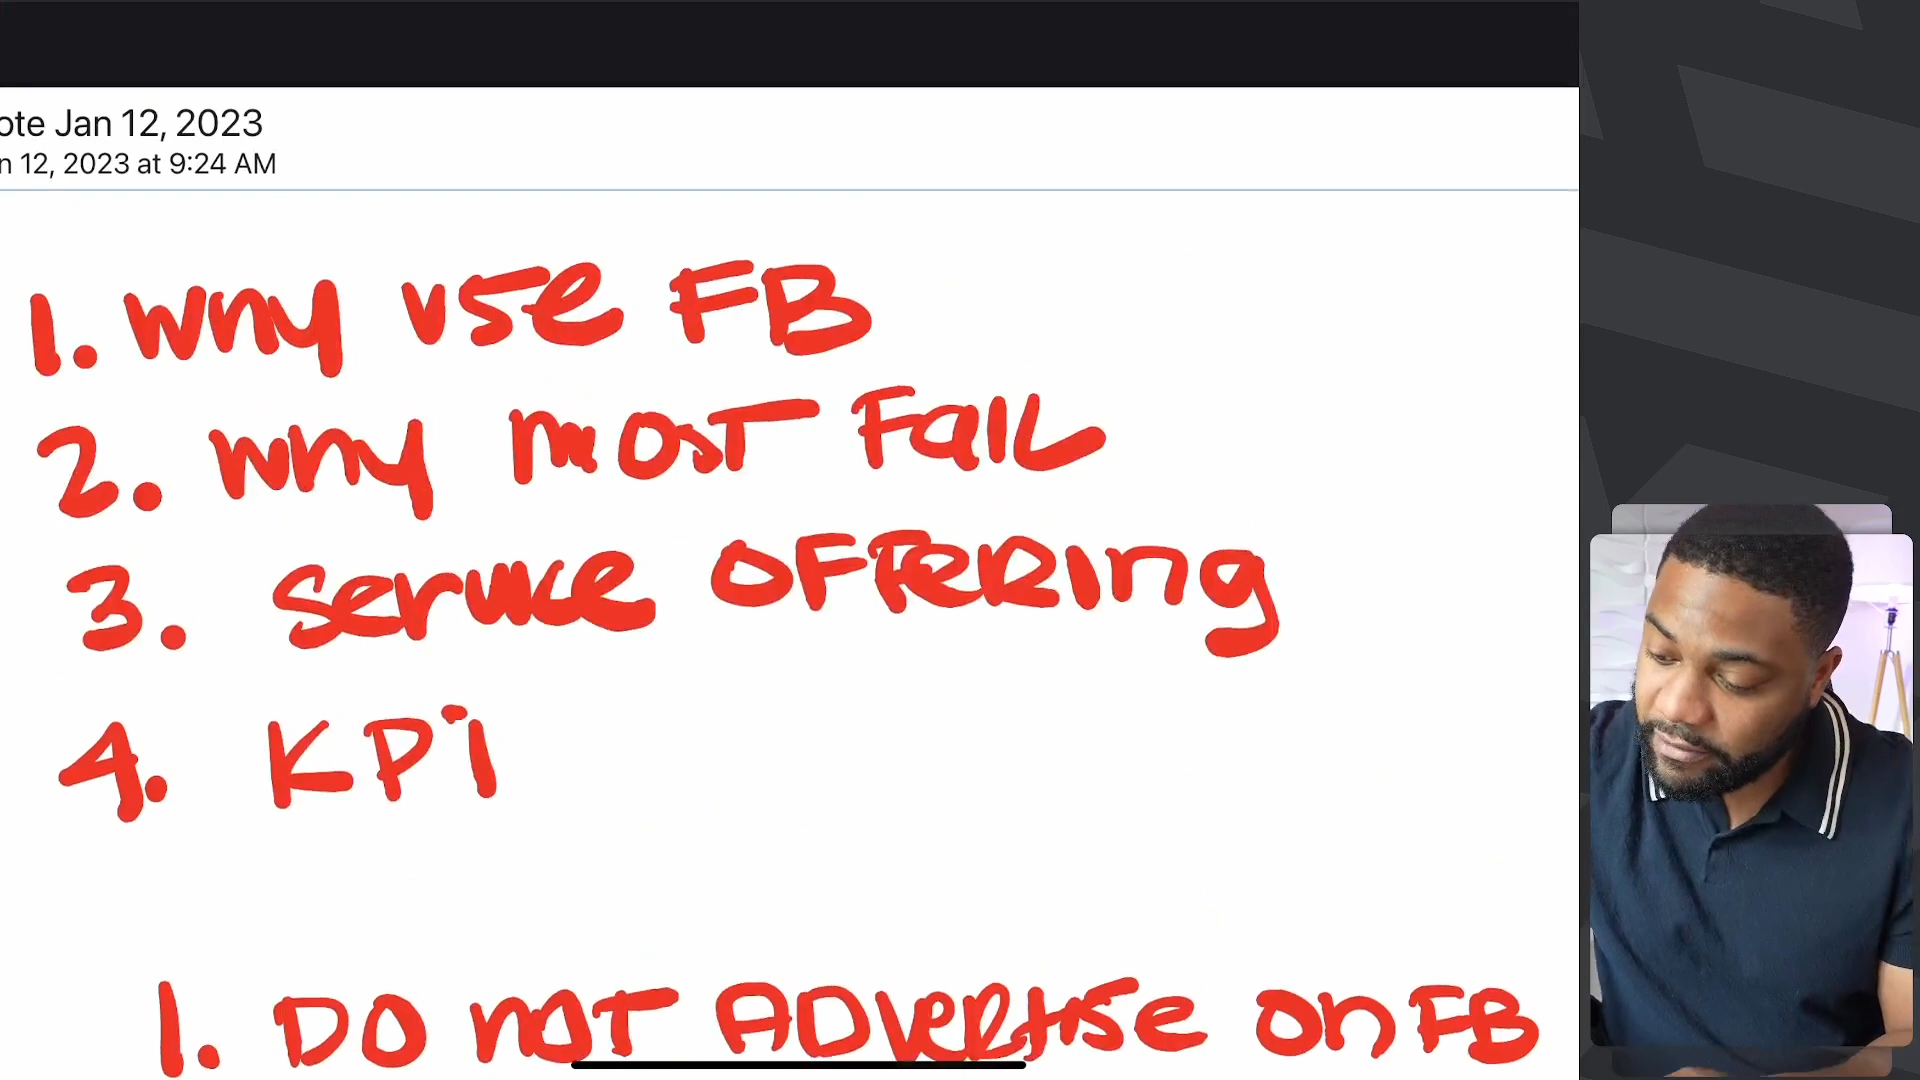 ote Jan 12, 2023
n 12, 2023 at 9:24 AM
1. Why use FB
2. Why most Fail
3. Service OFFERing
4. KPi
1. DO noT ADVERtise on FB